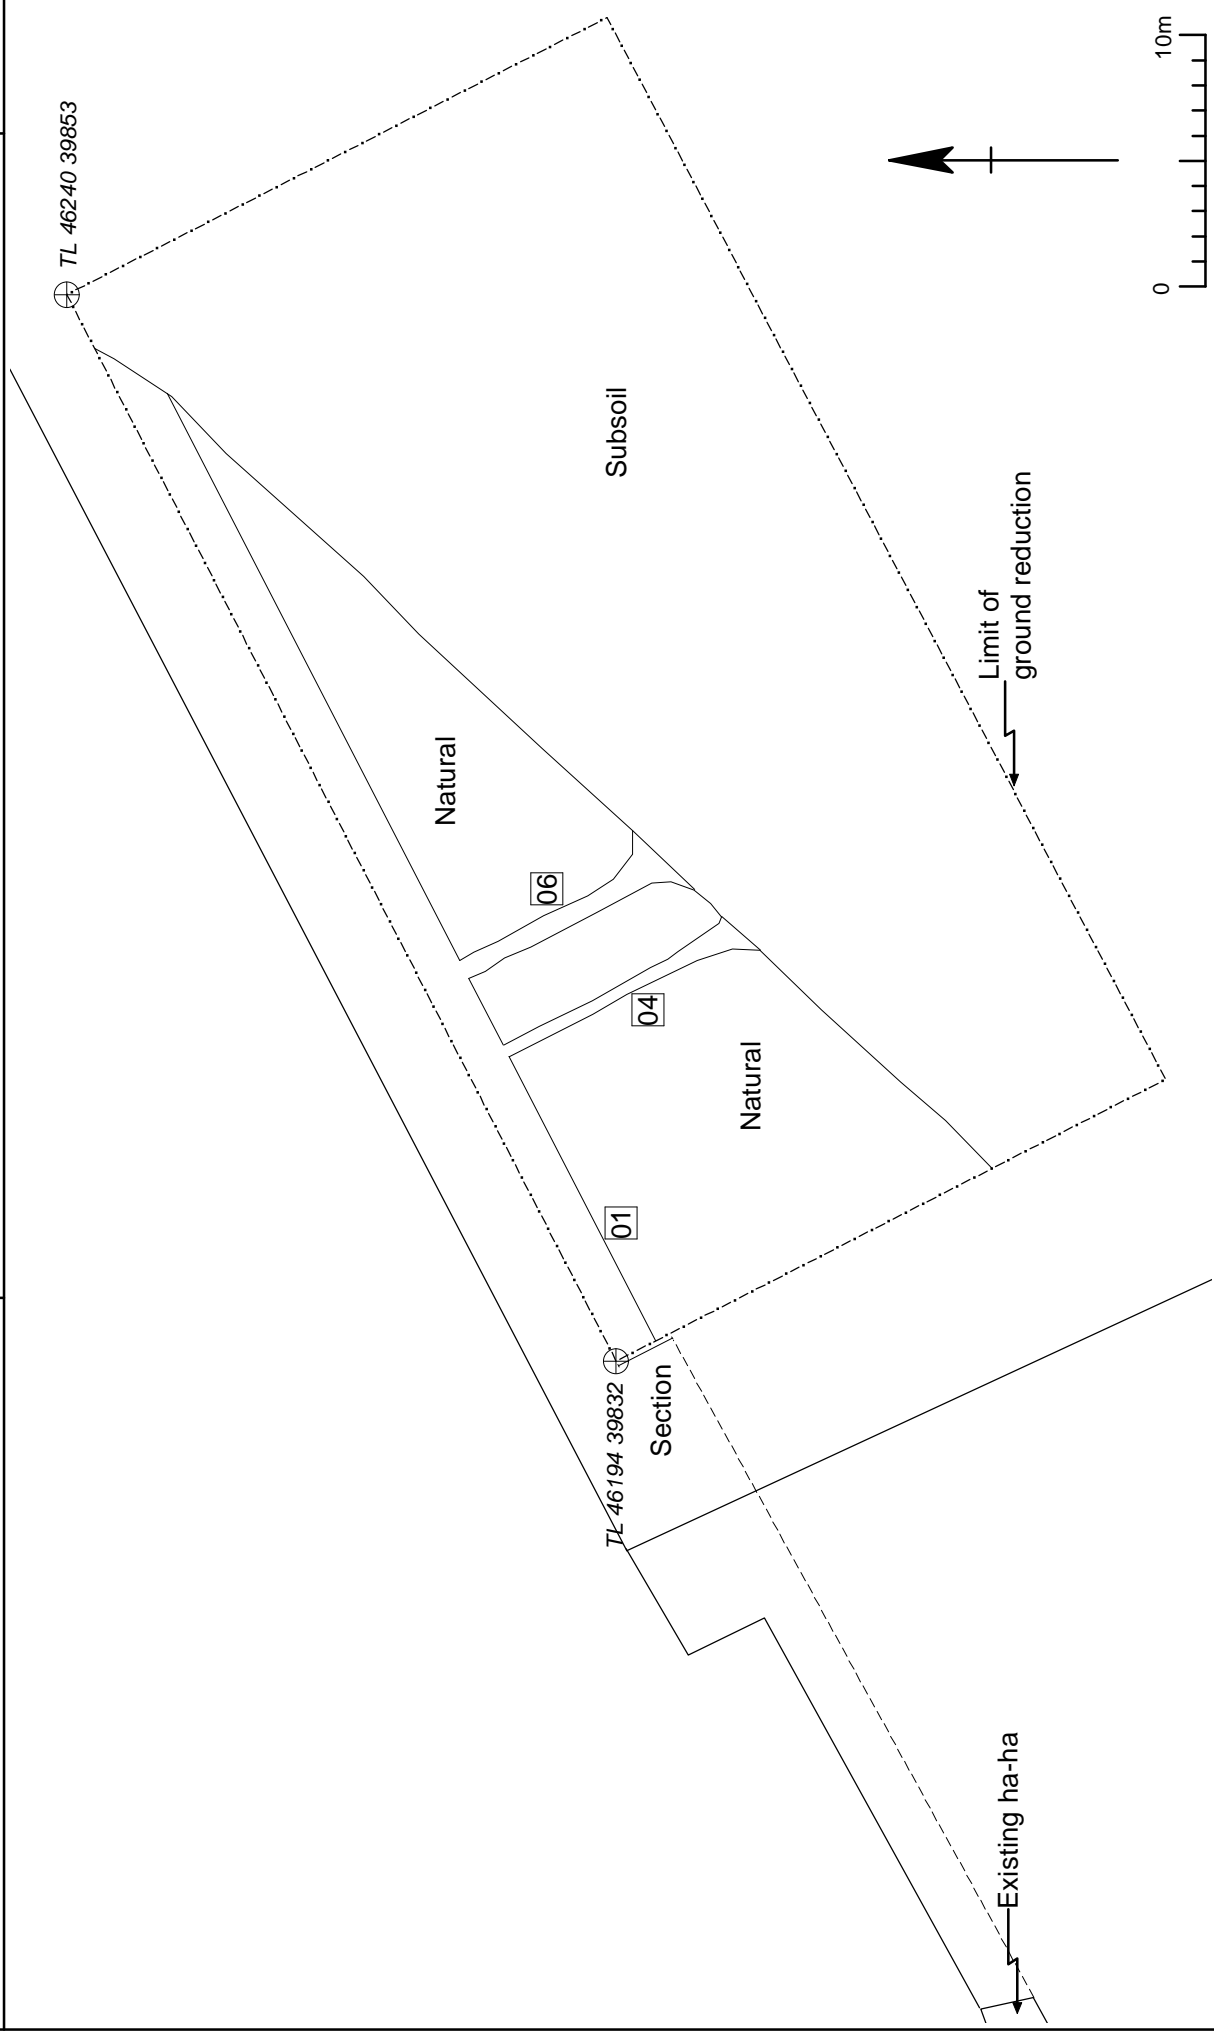 TL 46240 39853
10m
0
Subsoil
Limit of
ground reduction
Natural
06
04
Natural
01
Section
TL 46194 39832
Existing ha-ha